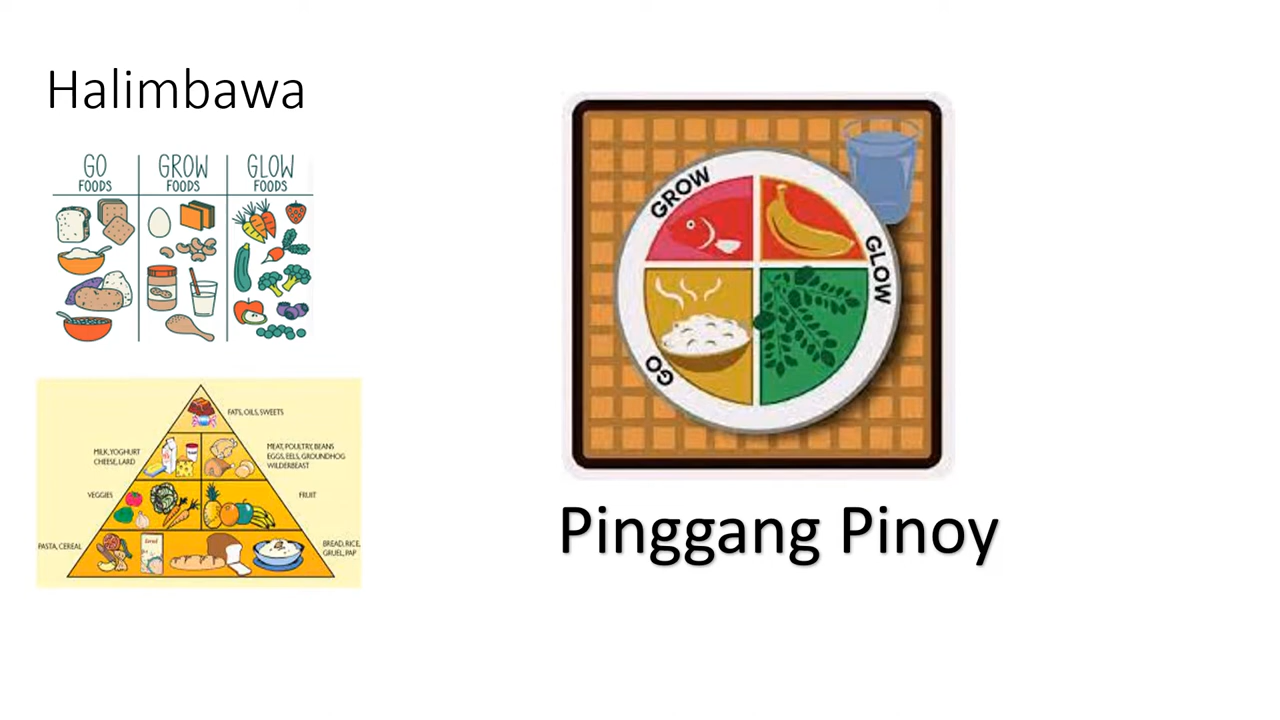 Halimbawa
GO
FOODS
GROW
FOODS
GLOW
FOODS
FATS, OILS, SWEETS
MILK, YOGHURT
CHEESE, LARD
MEAT, POULTRY, BEANS
EGGS, EELS, GROUNDHOG
WILDERBEAST
VEGGIES
FRUIT
PASTA, CEREAL
BREAD, RICE,
GRUEL, PAP
GROW
GLOW
GO
Pinggang Pinoy